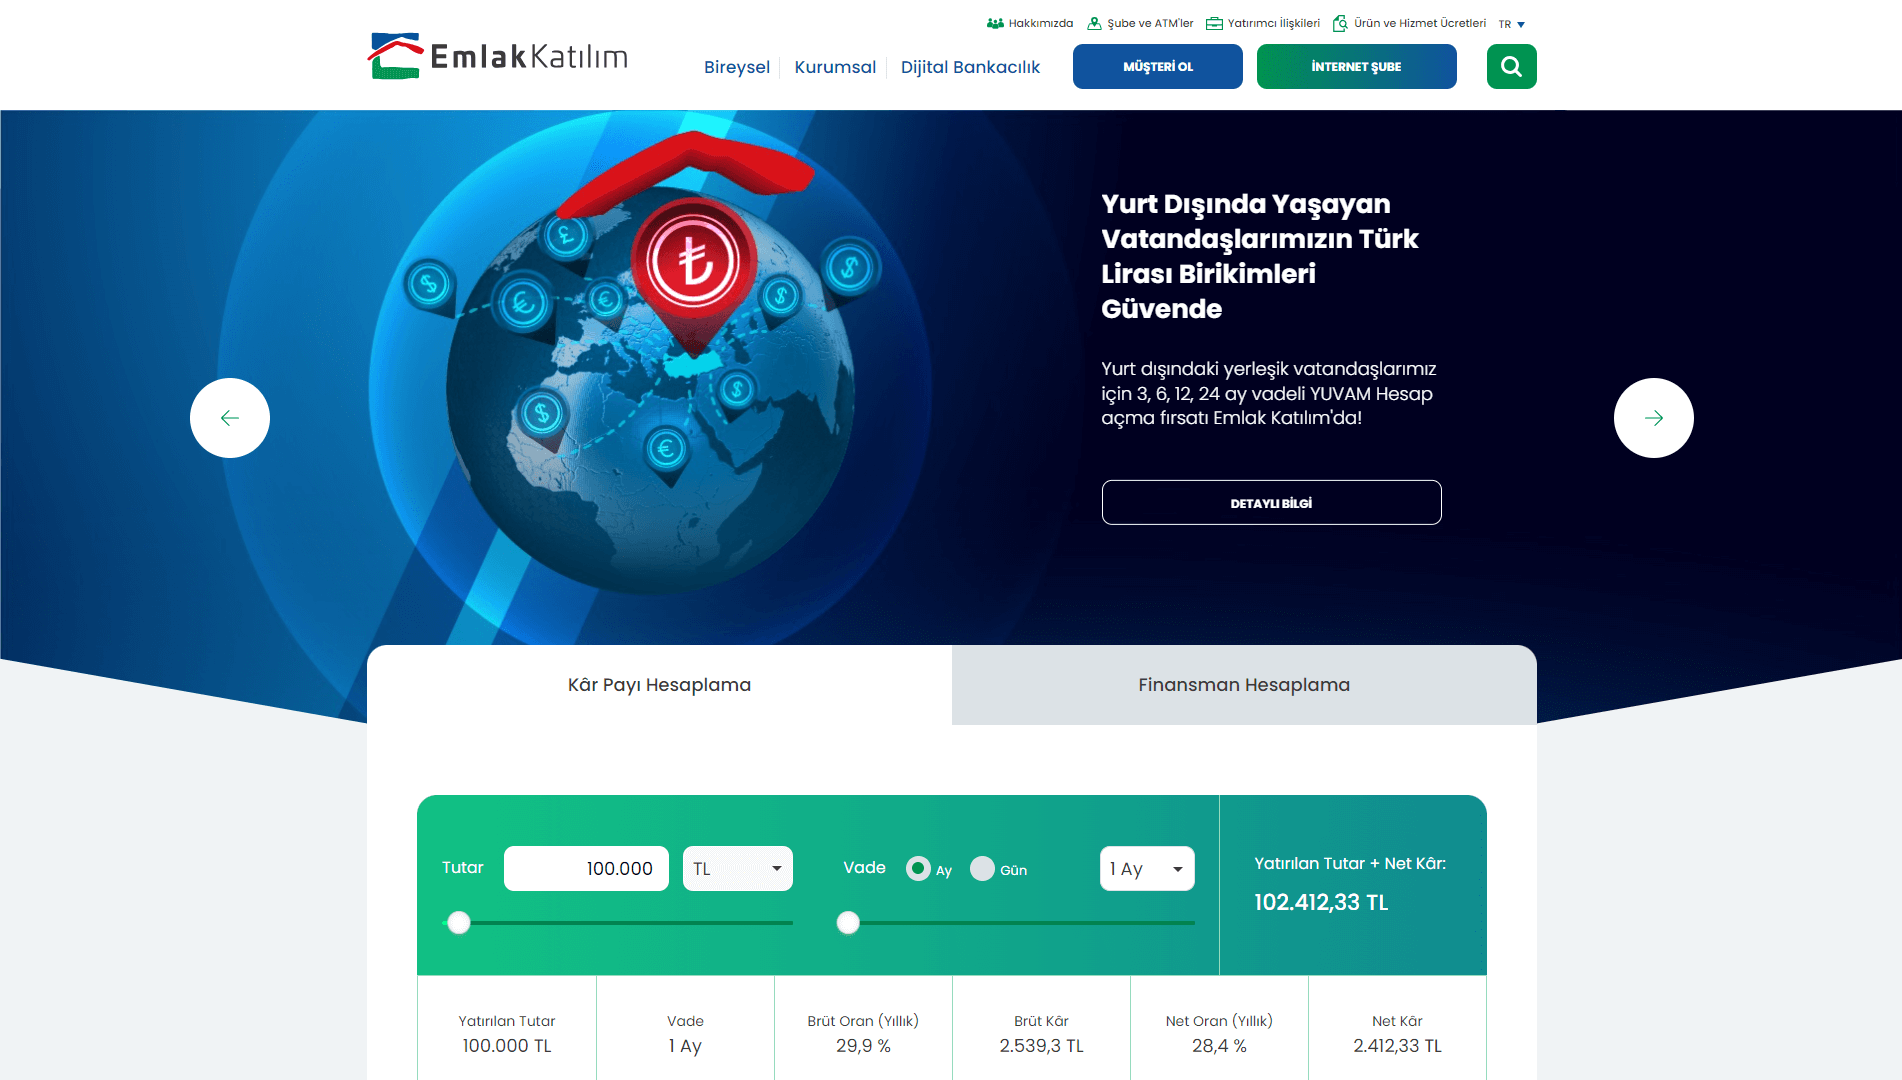 Hakkımızda
Şube ve ATM'ler
Yatırımcı İlişkileri
Ürün ve Hizmet Ücretleri
TR
EmlakKatılım
Bireysel
Kurumsal
Dijital Bankacılık
MÜŞTERİ OL
İNTERNET ŞUBE
Yurt Dışında Yaşayan
Vatandaşlarımızın Türk
Lirası Birikimleri
Güvende
Yurt dışındaki yerleşik vatandaşlarımız
için 3, 6, 12, 24 ay vadeli YUVAM Hesap
açma fırsatı Emlak Katılım'da!
DETAYLI BİLGİ
Kâr Payı Hesaplama
Finansman Hesaplama
Tutar
100.000
TL
Vade
Ay
Gün
1 Ay
Yatırılan Tutar + Net Kâr:
102.412,33 TL
Yatırılan Tutar
100.000 TL
Vade
1 Ay
Brüt Oran (Yıllık)
29,9 %
Brüt Kâr
2.539,3 TL
Net Oran (Yıllık)
28,4 %
Net Kâr
2.412,33 TL